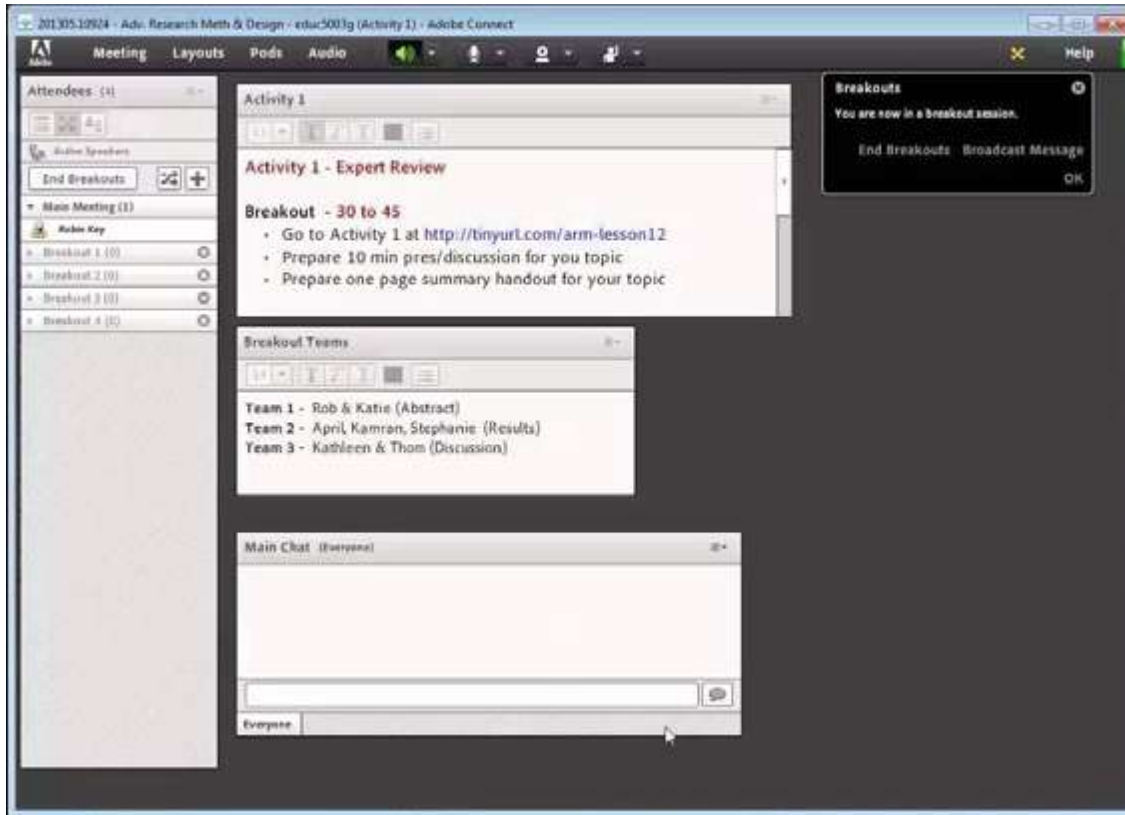 201305.10924 - Adv. Research Meth & Design - educ5003g (Activity 1) - Adobe Connect
Adobe Meeting Layouts Pods Audio Help
Attendees (1)
Active Speakers
End Breakouts
Main Meeting (1)
Robin Key
Breakout 1 (0)
Breakout 2 (0)
Breakout 3 (0)
Breakout 4 (0)
Activity 1
Activity 1 - Expert Review
Breakout - 30 to 45
• Go to Activity 1 at http://tinyurl.com/arm-lesson12
• Prepare 10 min pres/discussion for you topic
• Prepare one page summary handout for your topic
Breakout Teams
Team 1 - Rob & Katie (Abstract)
Team 2 - April, Kamran, Stephanie (Results)
Team 3 - Kathleen & Thom (Discussion)
Main Chat (Everyone)
Everyone
Breakouts
You are now in a breakout session.
End Breakouts Broadcast Message
OK